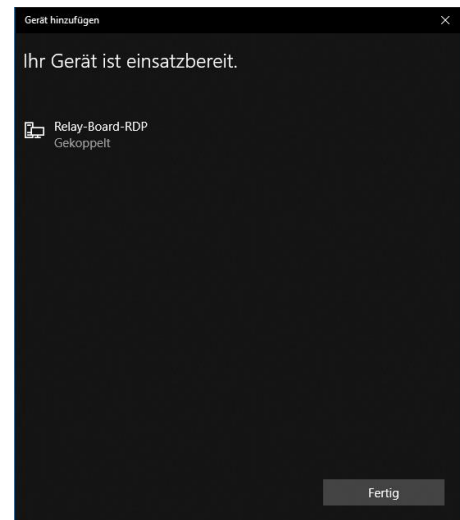 Gerät hinzufügen
Ihr Gerät ist einsatzbereit.
Relay-Board-RDP
Gekoppelt
Fertig